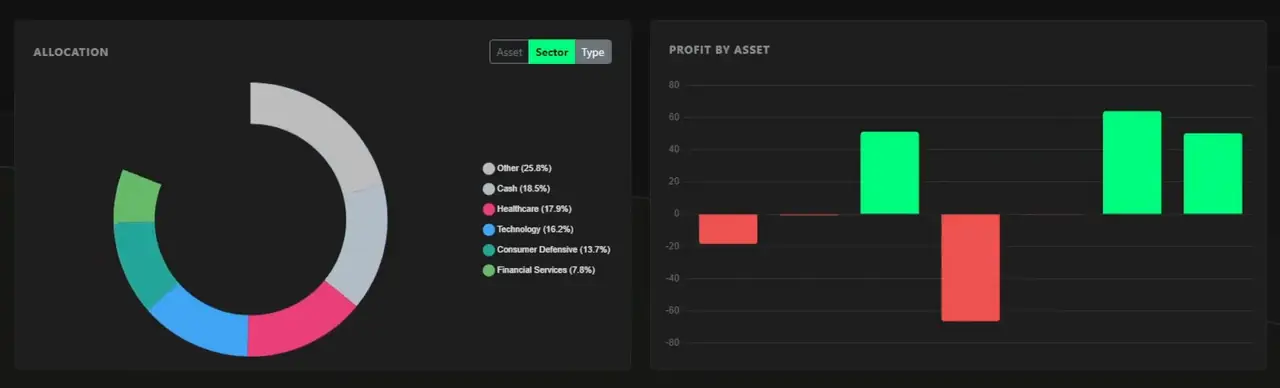 ALLOCATION
Asset Sector Type
Other (25.8%)
Cash (18.5%)
Healthcare (17.9%)
Technology (16.2%)
Consumer Defensive (13.7%)
Financial Services (7.8%)
PROFIT BY ASSET
80
60
40
20
0
-20
-40
-60
-80